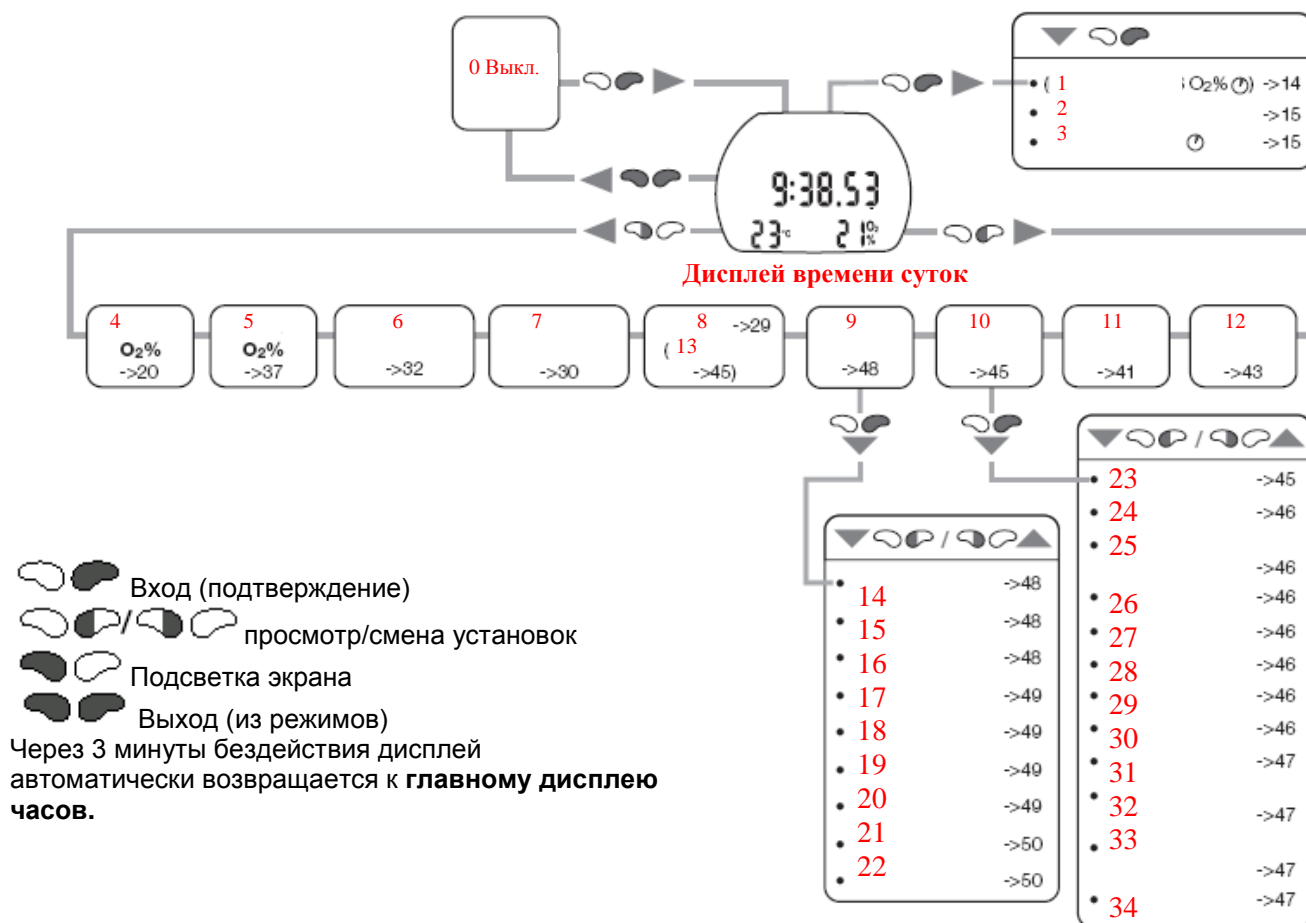 0 Выкл.
• ( 1 O2% ) ->14
• 2 ->15
• 3 ->15
9:38.53
23°C 21 O2%
Дисплей времени суток
4
O2%
->20
5
O2%
->37
6
->32
7
->30
8 ->29
( 13
->45)
9
->48
10
->45
11
->41
12
->43
• 14 ->48
• 15 ->48
• 16 ->48
• 17 ->49
• 18 ->49
• 19 ->49
• 20 ->49
• 21 ->50
• 22 ->50
• 23 ->45
• 24 ->46
• 25
->46
• 26 ->46
• 27 ->46
• 28 ->46
• 29 ->46
• 30 ->46
• 31 ->47
• 32
->47
• 33
->47
• 34 ->47
Вход (подтверждение)
/ просмотр/смена установок
Подсветка экрана
Выход (из режимов)
Через 3 минуты бездействия дисплей
автоматически возвращается к главному дисплею
часов.